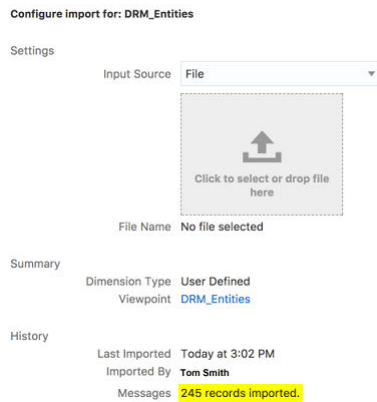 Configure import for: DRM_Entities
Settings
Input Source File
Click to select or drop file
here
File Name No file selected
Summary
Dimension Type User Defined
Viewpoint DRM_Entities
History
Last Imported Today at 3:02 PM
Imported By Tom Smith
Messages 245 records imported.